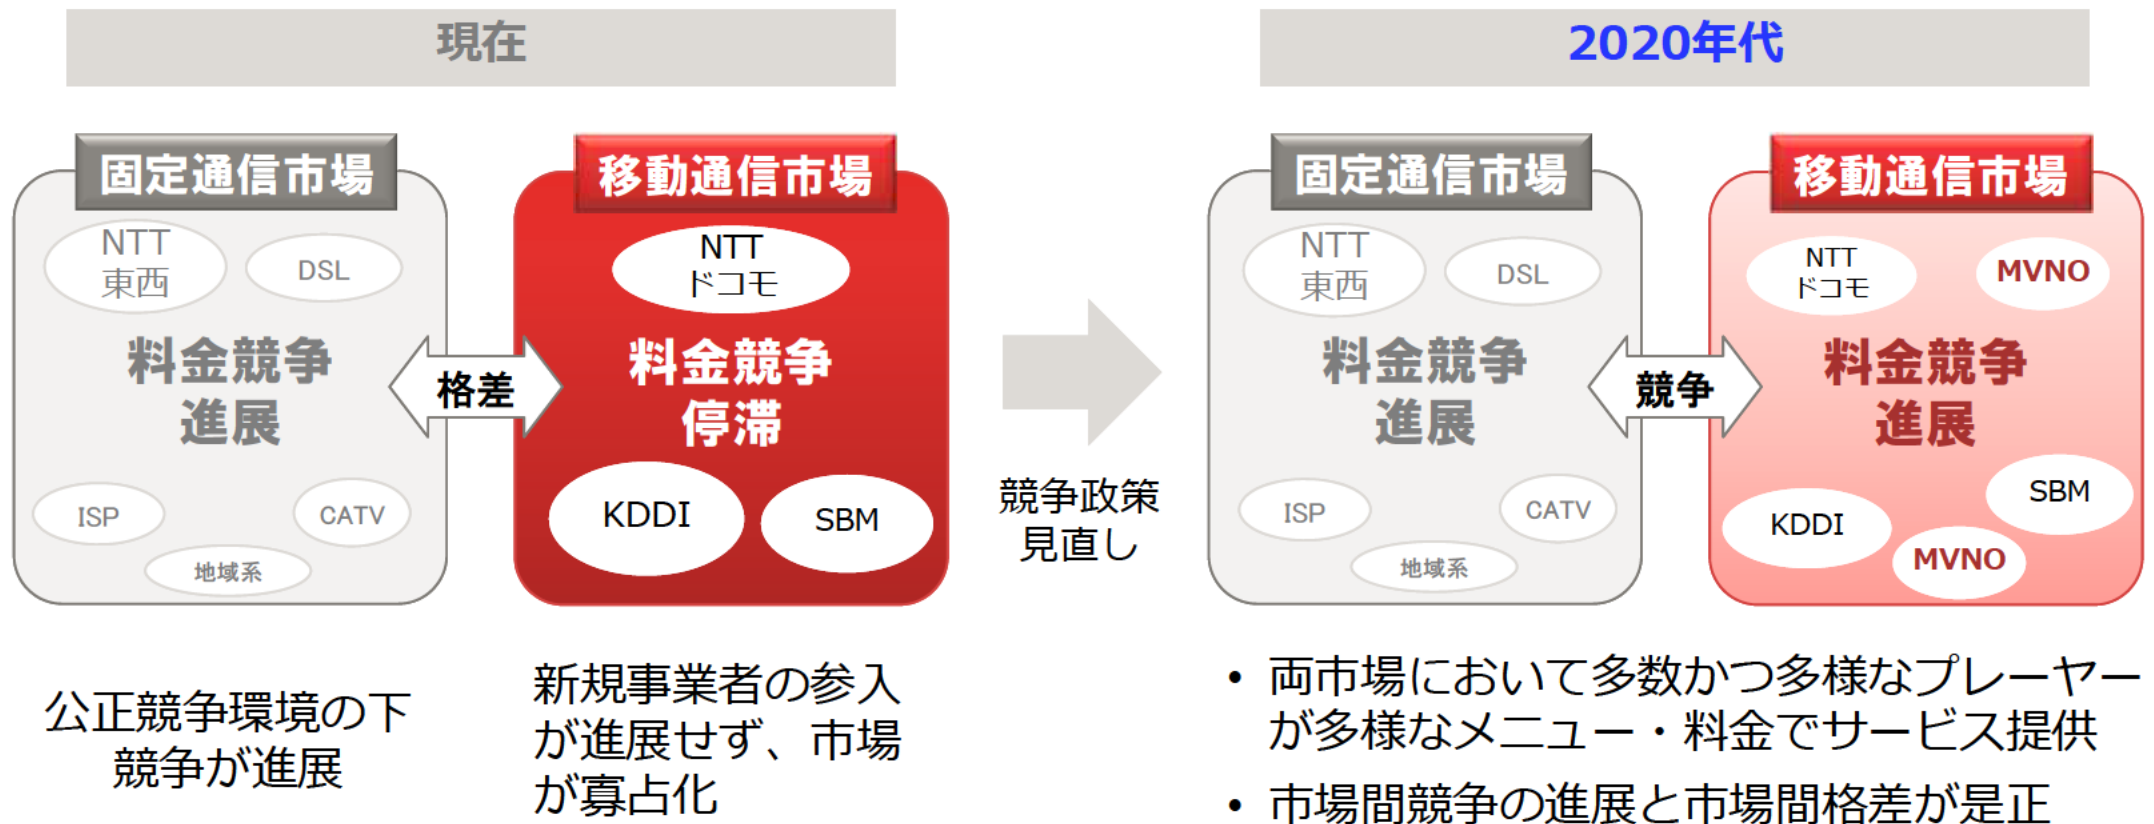 現在
固定通信市場
NTT
東西
DSL
料金競争
進展
ISP
CATV
地域系
格差
移動通信市場
NTT
ドコモ
料金競争
停滞
KDDI
SBM
公正競争環境の下
競争が進展
新規事業者の参入
が進展せず、市場
が寡占化
競争政策
見直し
2020年代
固定通信市場
NTT
東西
DSL
料金競争
進展
ISP
CATV
地域系
競争
移動通信市場
NTT
ドコモ
MVNO
料金競争
進展
SBM
KDDI
MVNO
• 両市場において多数かつ多様なプレーヤー
が多様なメニュー・料金でサービス提供
• 市場間競争の進展と市場間格差が是正